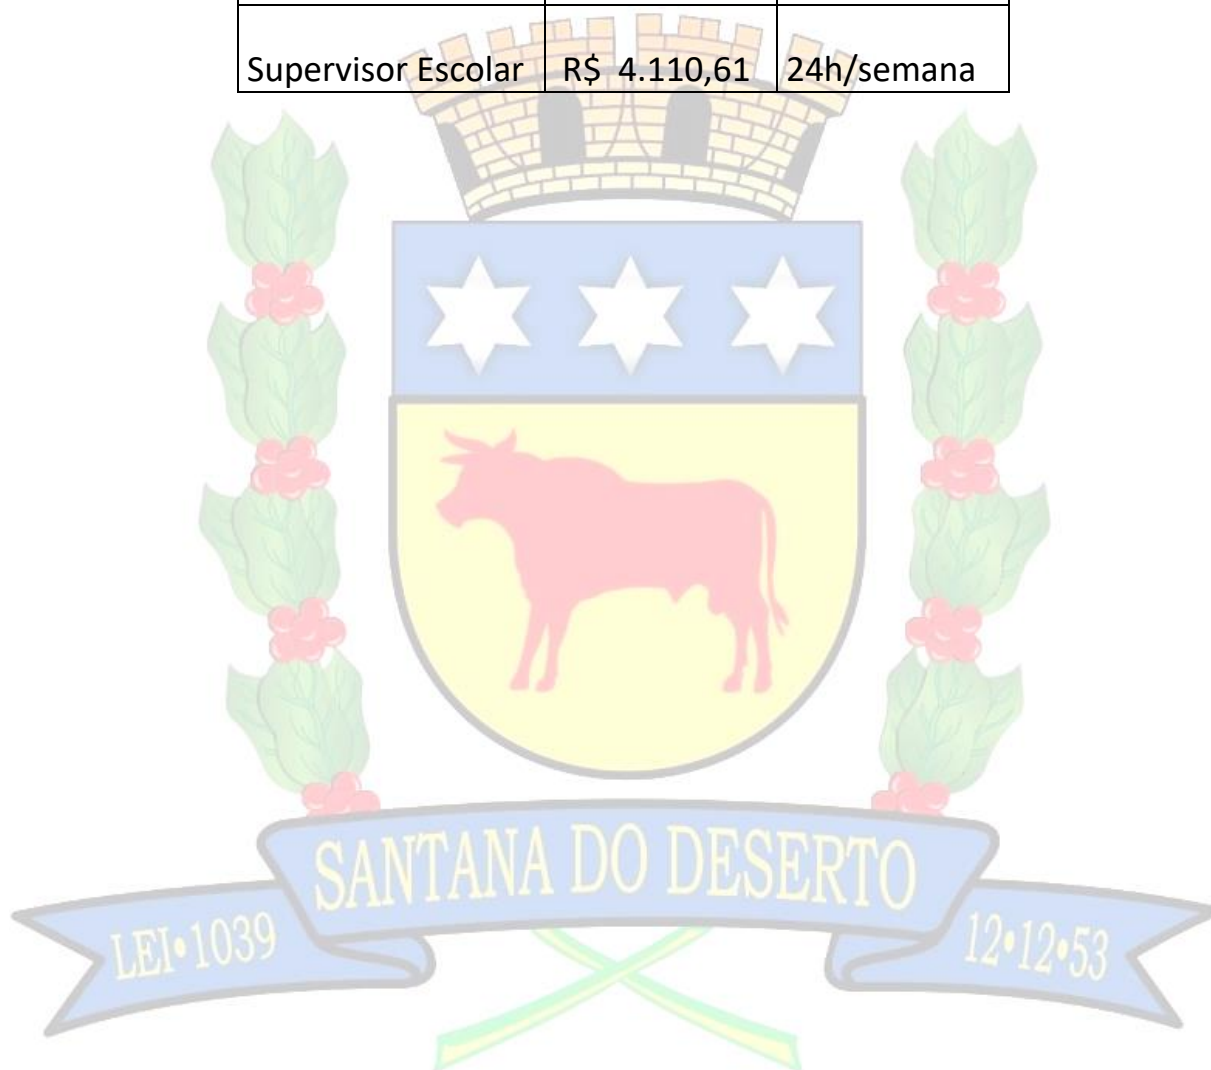 Supervisor Escolar R$ 4.110,61 24h/semana
SANTANA DO DESERTO
LEI•1039
12•12•53